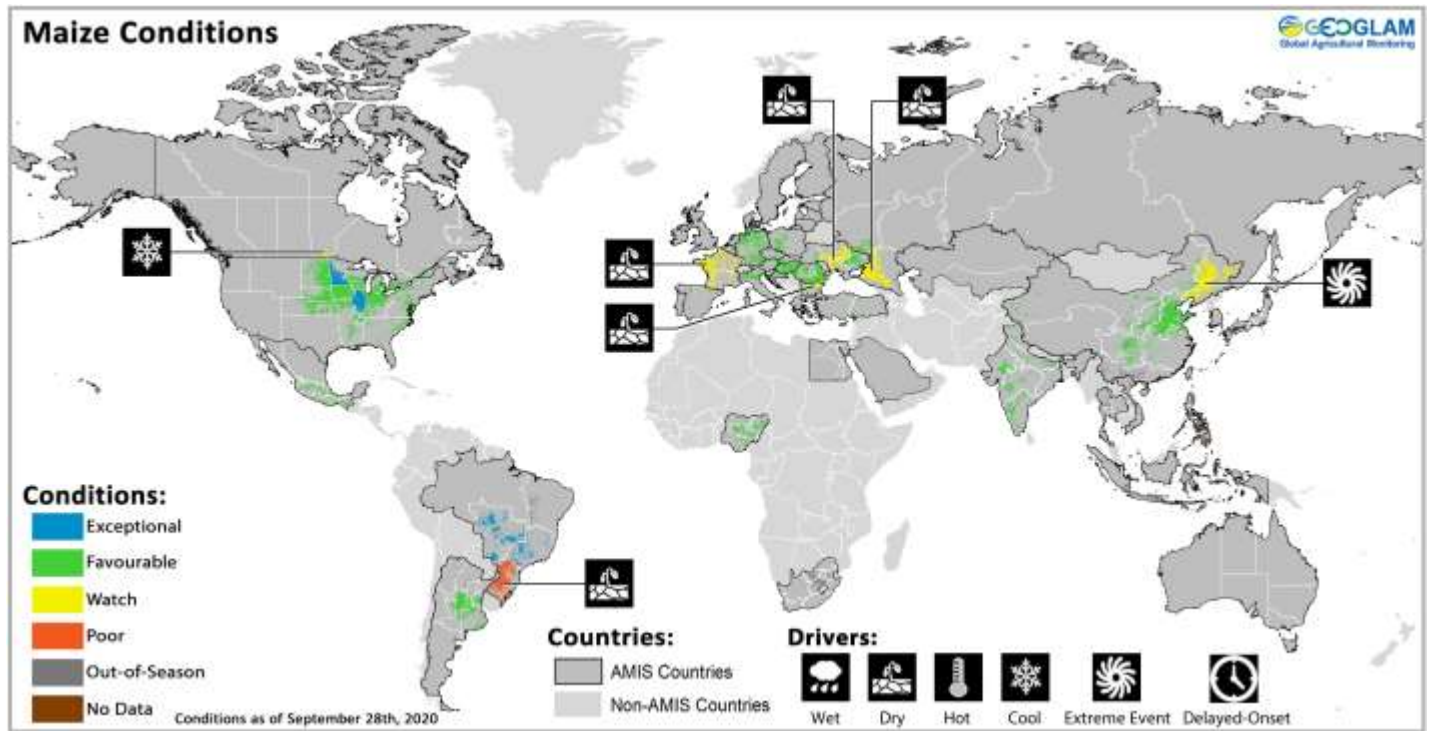 Maize Conditions
GEOGLAM
Global Agricultural Monitoring
Conditions:
Exceptional
Favourable
Watch
Poor
Out-of-Season
No Data
Conditions as of September 28th, 2020
Countries:
AMIS Countries
Non-AMIS Countries
Drivers:
Wet
Dry
Hot
Cool
Extreme Event
Delayed-Onset